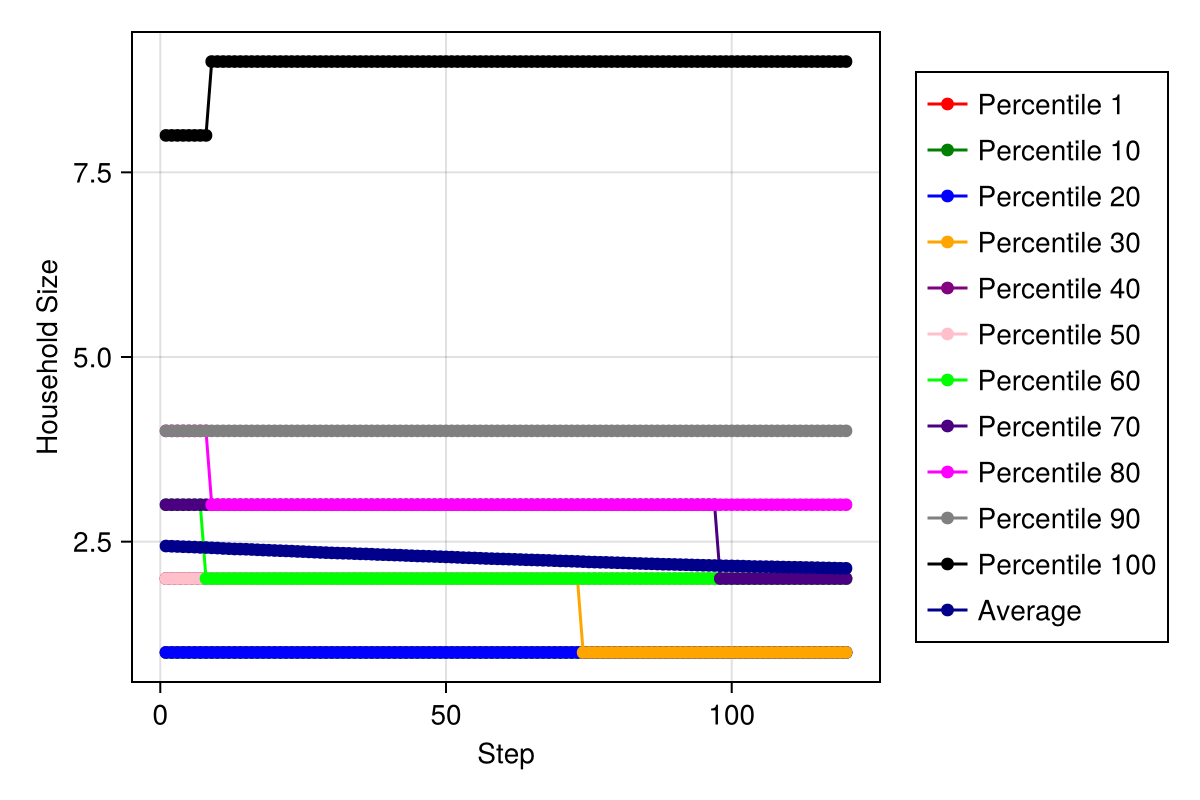 7.5
5.0
2.5
Household Size
0
50
100
Step
Percentile 1
Percentile 10
Percentile 20
Percentile 30
Percentile 40
Percentile 50
Percentile 60
Percentile 70
Percentile 80
Percentile 90
Percentile 100
Average